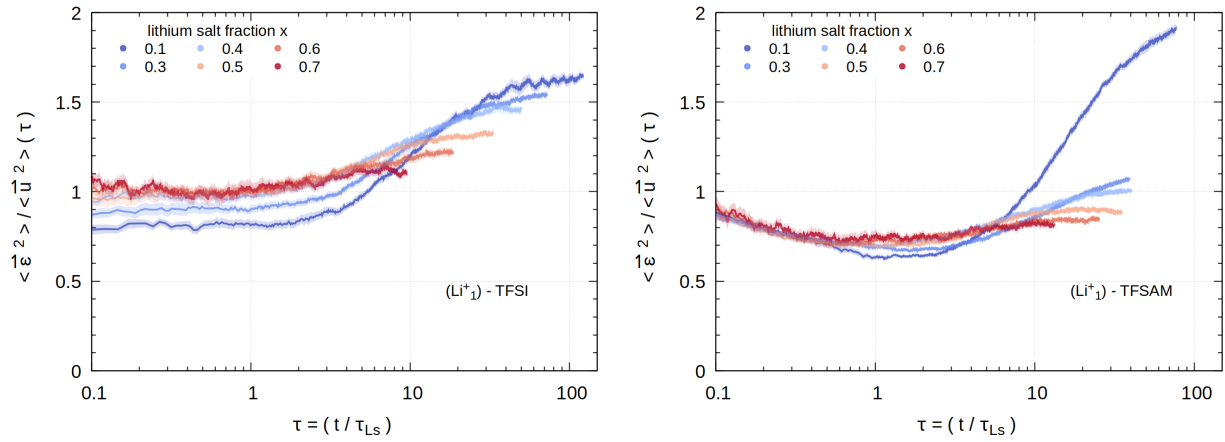 lithium salt fraction x
0.1 0.4 0.6
0.3 0.5 0.7
2
1.5
1
0.5
0
0.1 1 10 100
< ε⃗ ² > / < u⃗ ² > ( τ )
τ = ( t / τ_Ls )
(Li⁺₁) - TFSI
lithium salt fraction x
0.1 0.4 0.6
0.3 0.5 0.7
2
1.5
1
0.5
0
0.1 1 10 100
< ε⃗ ² > / < u⃗ ² > ( τ )
τ = ( t / τ_Ls )
(Li⁺₁) - TFSAM